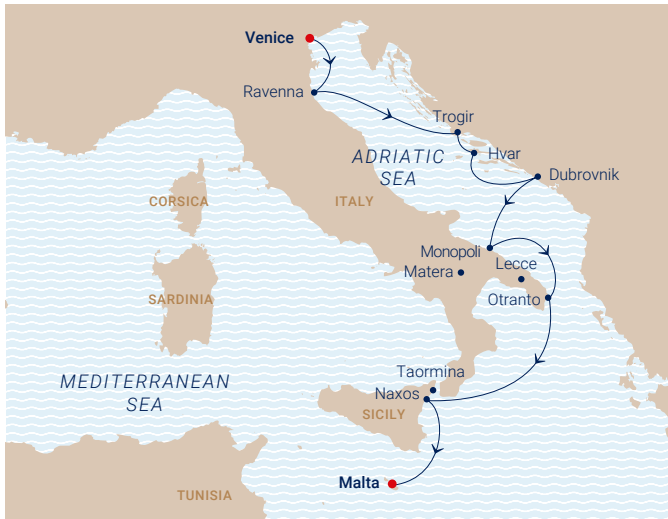 Venice
Ravenna
Trogir
ADRIATIC
SEA
Hvar
Dubrovnik
CORSICA
ITALY
Monopoli
Lecce
Matera
SARDINIA
Otranto
Taormina
MEDITERRANEAN
SEA
Naxos
SICILY
Malta
TUNISIA